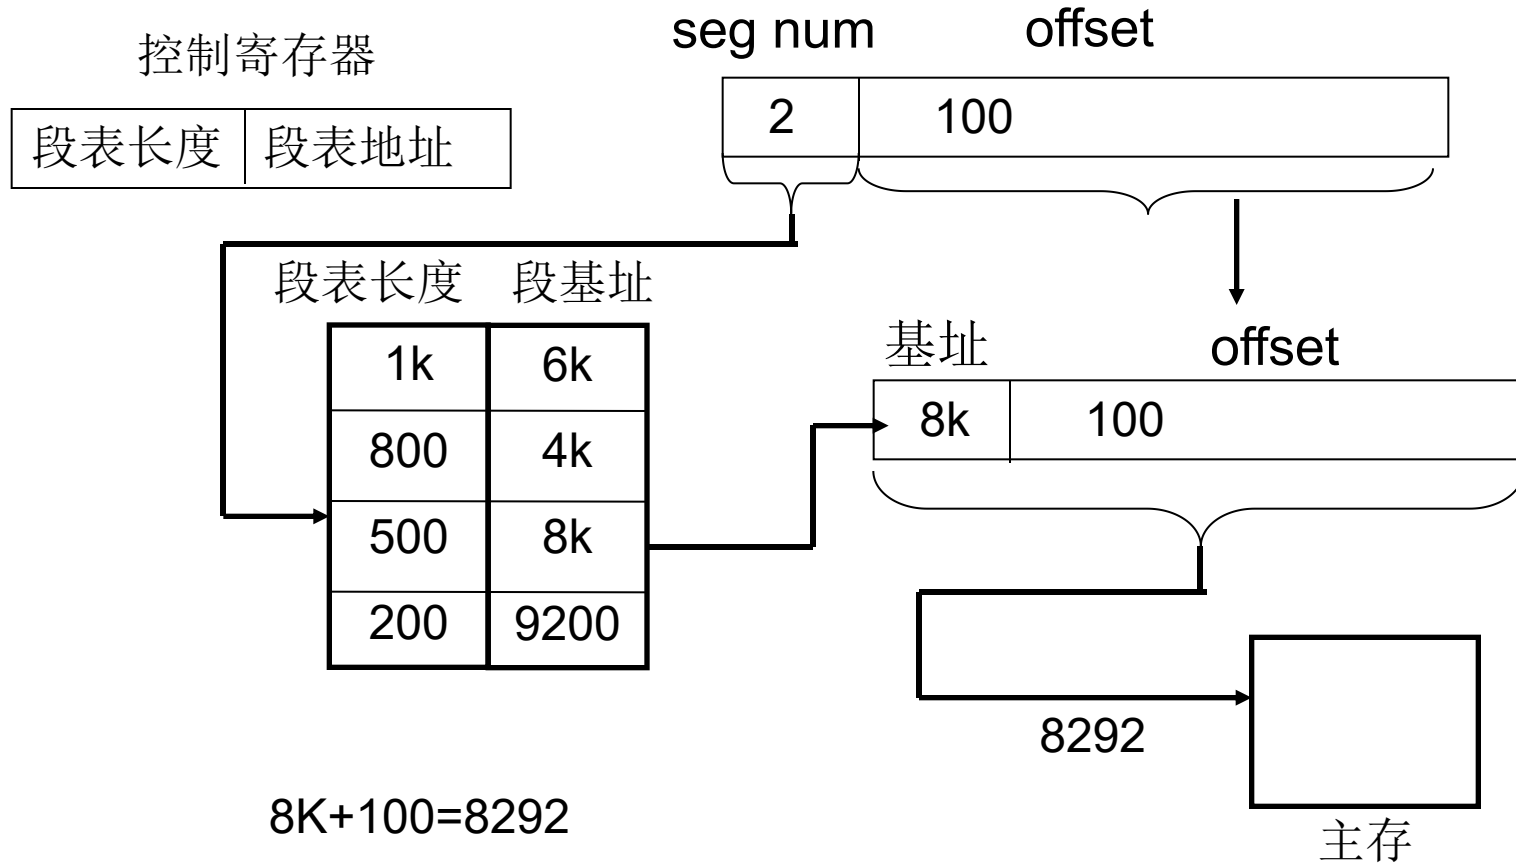 seg num offset
控制寄存器
2 100
段表长度 段表地址
段表长度 段基址
1k 6k
基址 offset
8k 100
800 4k
500 8k
200 9200
8292
8K+100=8292
主存